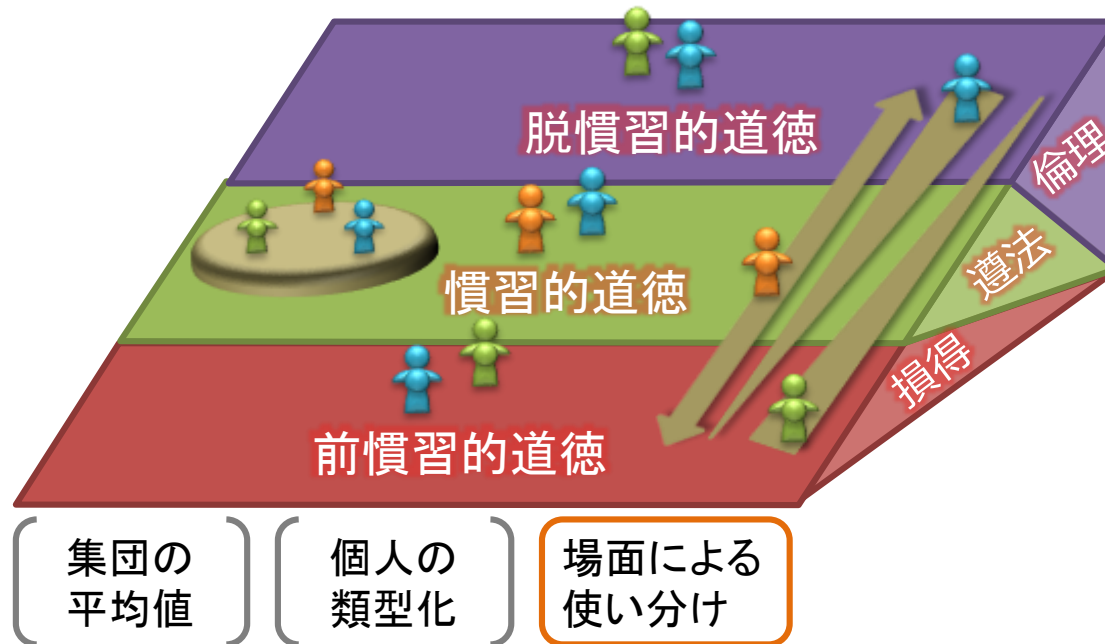 脱慣習的道徳
倫理
慣習的道徳
遵法
前慣習的道徳
損得
集団の
平均値
個人の
類型化
場面による
使い分け